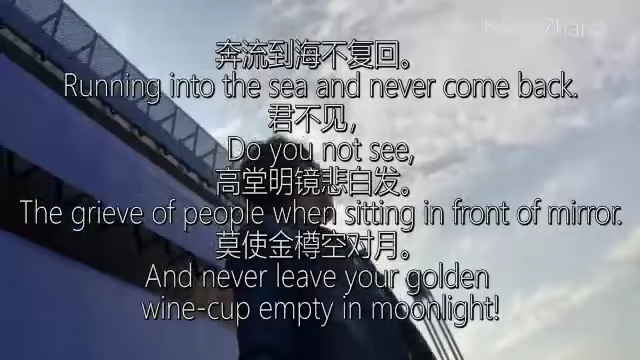 奔流到海不复回。
Running into the sea and never come back.
君不见，
Do you not see,
高堂明镜悲白发。
The grieve of people when sitting in front of mirror.
莫使金樽空对月。
And never leave your golden
wine-cup empty in moonlight!